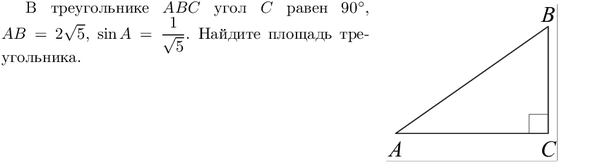 В треугольнике ABC угол C равен 90°,
AB = 2√5, sin A = 1/√5. Найдите площадь тре-
угольника.
B
A
C